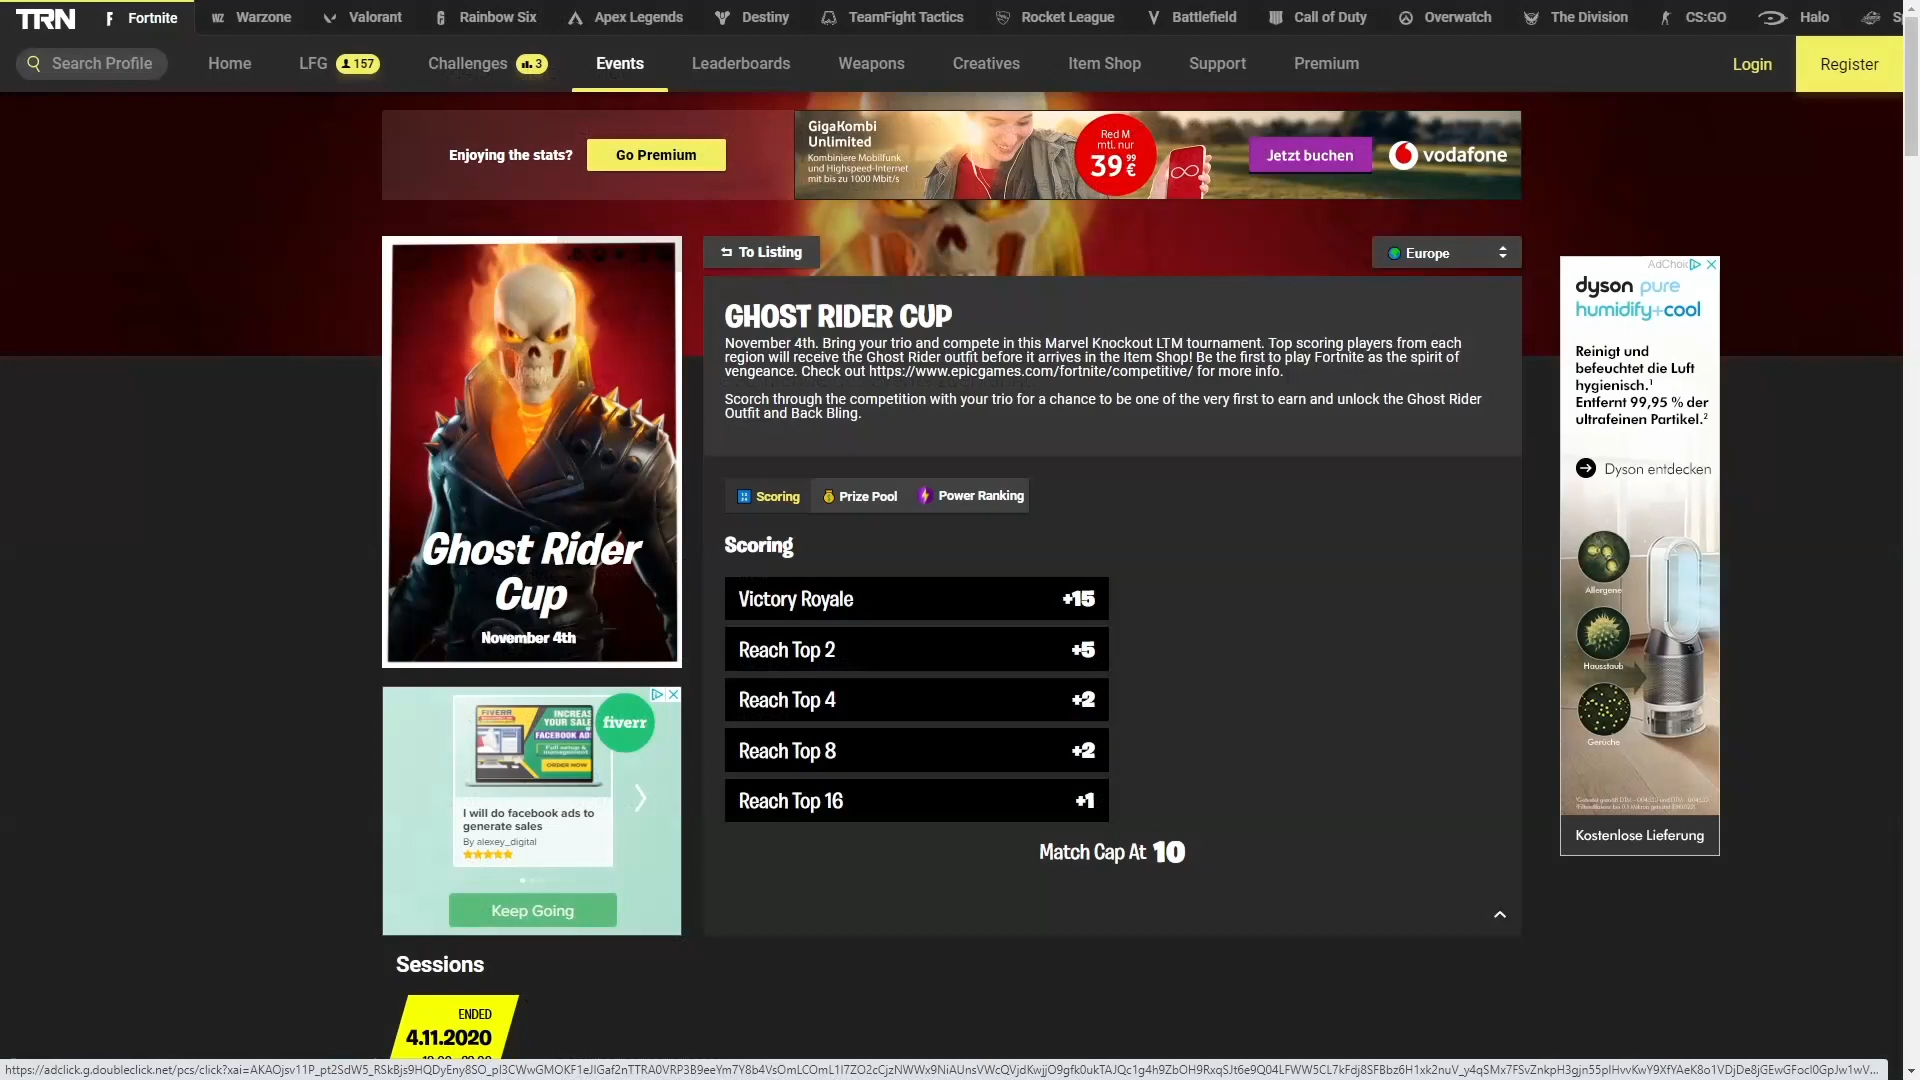 TRN Fortnite Warzone Valorant Rainbow Six Apex Legends Destiny TeamFight Tactics Rocket League Battlefield Call of Duty Overwatch The Division CS:GO Halo
Search Profile Home LFG 157 Challenges 3 Events Leaderboards Weapons Creatives Item Shop Support Premium Login Register
Enjoying the stats? Go Premium
GigaKombi
Unlimited
Kombiniere Mobilfunk
und Highspeed-Internet
mit bis zu 1000 Mbit/s
Red M
mtl. nur
39 99 €
Jetzt buchen
vodafone
To Listing
Europe
GHOST RIDER CUP
November 4th. Bring your trio and compete in this Marvel Knockout LTM tournament. Top scoring players from each
region will receive the Ghost Rider outfit before it arrives in the Item Shop! Be the first to play Fortnite as the spirit of
vengeance. Check out https://www.epicgames.com/fortnite/competitive/ for more info.
Scorch through the competition with your trio for a chance to be one of the very first to earn and unlock the Ghost Rider
Outfit and Back Bling.
Ghost Rider
Cup
November 4th
Scoring Prize Pool Power Ranking
Scoring
Victory Royale +15
Reach Top 2 +5
Reach Top 4 +2
Reach Top 8 +2
Reach Top 16 +1
Match Cap At 10
FIVERR
INCREAS
YOUR SALE
FACEBOOK AD
Full setup &
management
ORDER NOW
fiverr
I will do facebook ads to
generate sales
By alexey_digital
Keep Going
Sessions
ENDED
4.11.2020
dyson pure
humidify+cool
Reinigt und
befeuchtet die Luft
hygienisch.¹
Entfernt 99,95 % der
ultrafeinen Partikel.²
Dyson entdecken
Allergene
Hausstaub
Gerüche
Kostenlose Lieferung